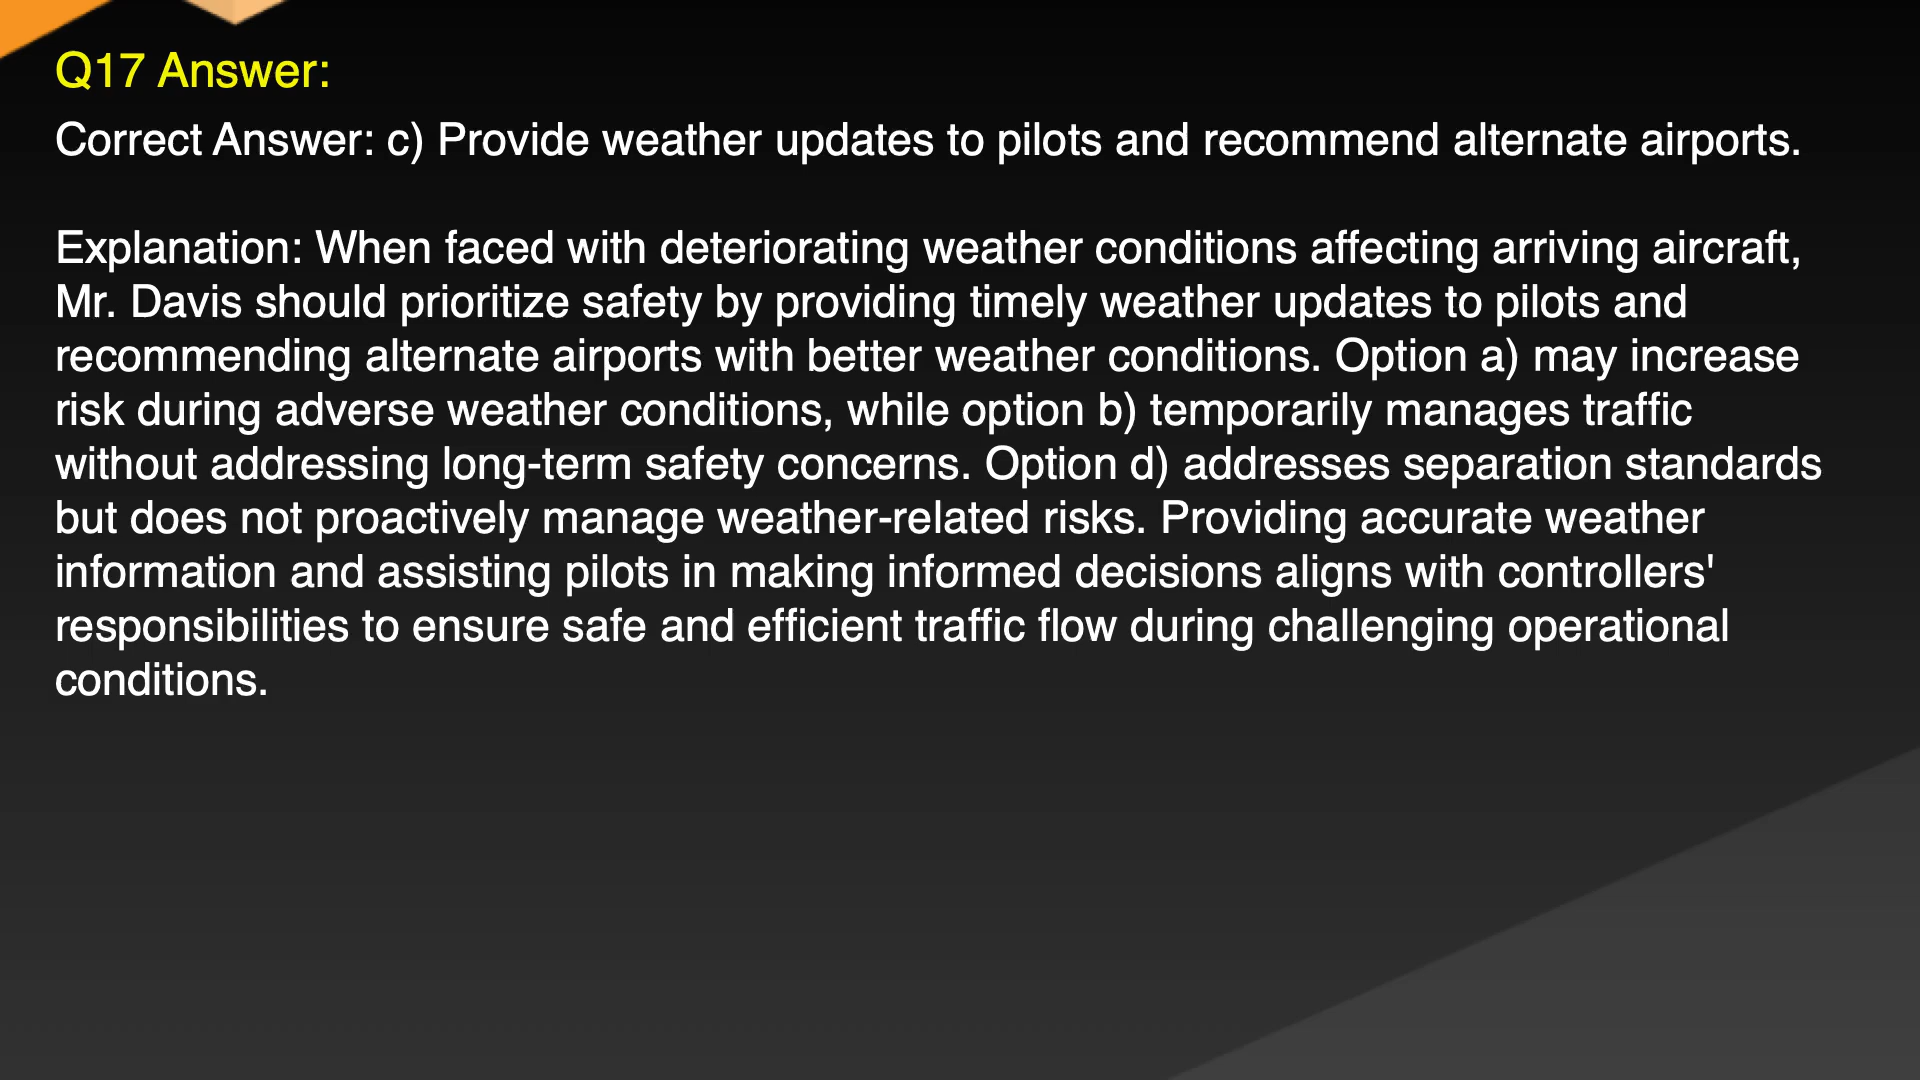 Q17 Answer:
Correct Answer: c) Provide weather updates to pilots and recommend alternate airports.
Explanation: When faced with deteriorating weather conditions affecting arriving aircraft,
Mr. Davis should prioritize safety by providing timely weather updates to pilots and
recommending alternate airports with better weather conditions. Option a) may increase
risk during adverse weather conditions, while option b) temporarily manages traffic
without addressing long-term safety concerns. Option d) addresses separation standards
but does not proactively manage weather-related risks. Providing accurate weather
information and assisting pilots in making informed decisions aligns with controllers'
responsibilities to ensure safe and efficient traffic flow during challenging operational
conditions.